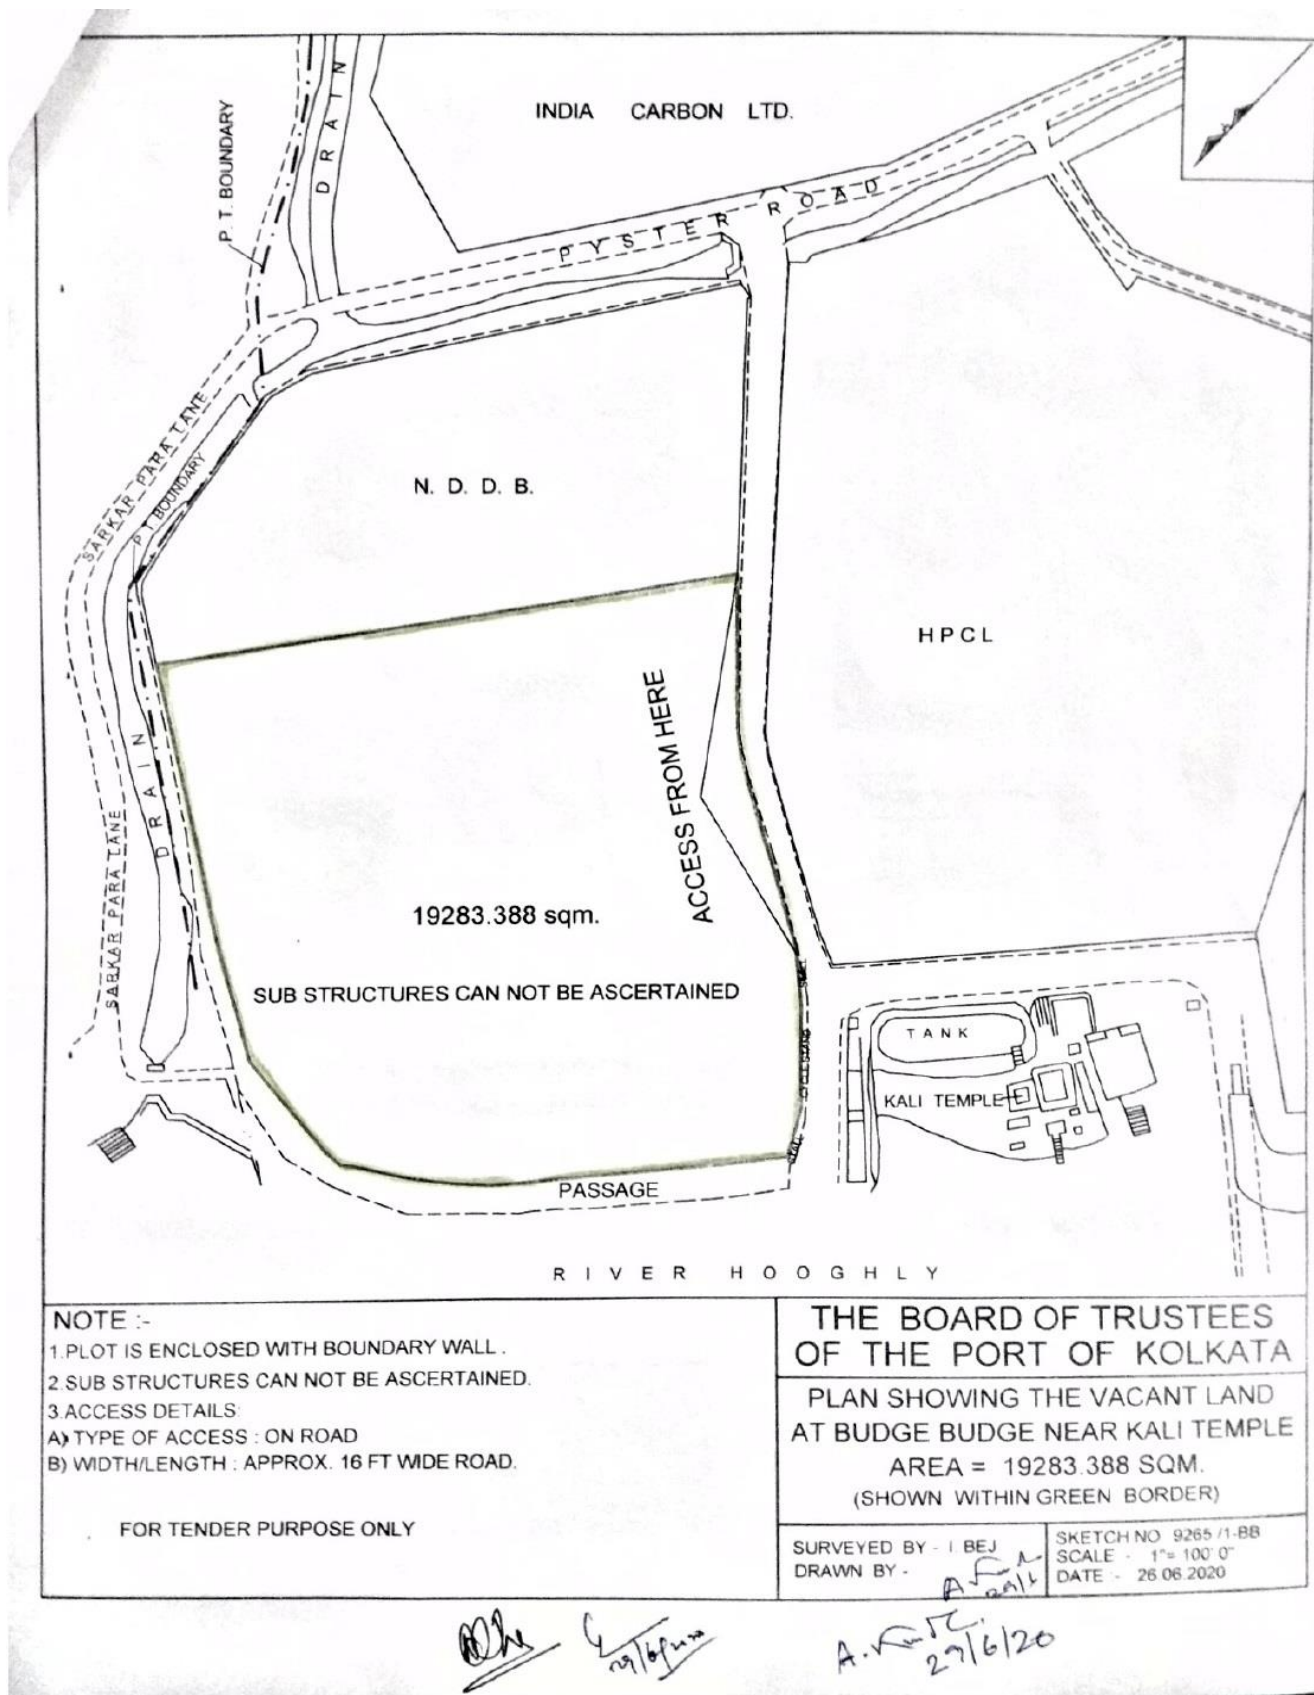 INDIA CARBON LTD.
DRAIN
P.T. BOUNDARY
PYSTER ROAD
SARKAR PARA TANE
P.T. BOUNDARY
N. D. D. B.
HPCL
ACCESS FROM HERE
DRAIN
SARKAR PARA LANE
19283.388 sqm.
SUB STRUCTURES CAN NOT BE ASCERTAINED
TANK
KALI TEMPLE
PASSAGE
RIVER HOOGHLY
NOTE :-
1.PLOT IS ENCLOSED WITH BOUNDARY WALL .
2.SUB STRUCTURES CAN NOT BE ASCERTAINED.
3.ACCESS DETAILS:
A) TYPE OF ACCESS : ON ROAD
B) WIDTH/LENGTH : APPROX. 16 FT WIDE ROAD.
FOR TENDER PURPOSE ONLY
THE BOARD OF TRUSTEES
OF THE PORT OF KOLKATA
PLAN SHOWING THE VACANT LAND
AT BUDGE BUDGE NEAR KALI TEMPLE
AREA = 19283.388 SQM.
(SHOWN WITHIN GREEN BORDER)
SURVEYED BY - I BEJ
DRAWN BY -
SKETCH NO 9265 /1-BB
SCALE - 1"= 100' 0"
DATE :- 26.06.2020
29/6/2020
29/6/20